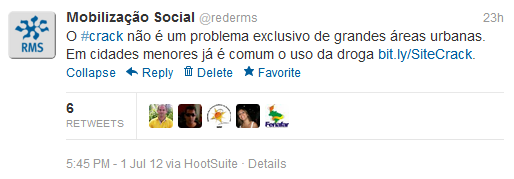 Mobilização Social @rederms 23h
RMS
O #crack não é um problema exclusivo de grandes áreas urbanas.
Em cidades menores já é comum o uso da droga bit.ly/SiteCrack.
Collapse Reply Delete Favorite
6
RETWEETS
Fenafar
5:45 PM - 1 Jul 12 via HootSuite · Details